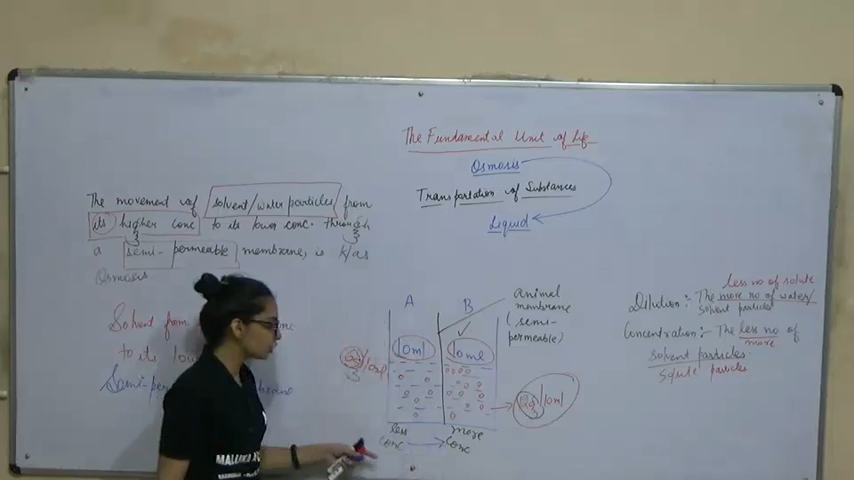 The Fundamental Unit of Life
Osmosis
Transportation of Substances
Liquid
The movement of solvent/water particles from
its higher conc to its lower conc. through
a semi-permeable membrane, is k/as
Osmosis
Solvent from
to its
A
B
animal
membrane
(semi-
permeable)
10ml
10ml
/10ml
less
conc
more
conc
/10ml
less no of solute
Dilution :- The more no of water/
solvent particles
Concentration :- The less no of
more
solvent particles
solute particles